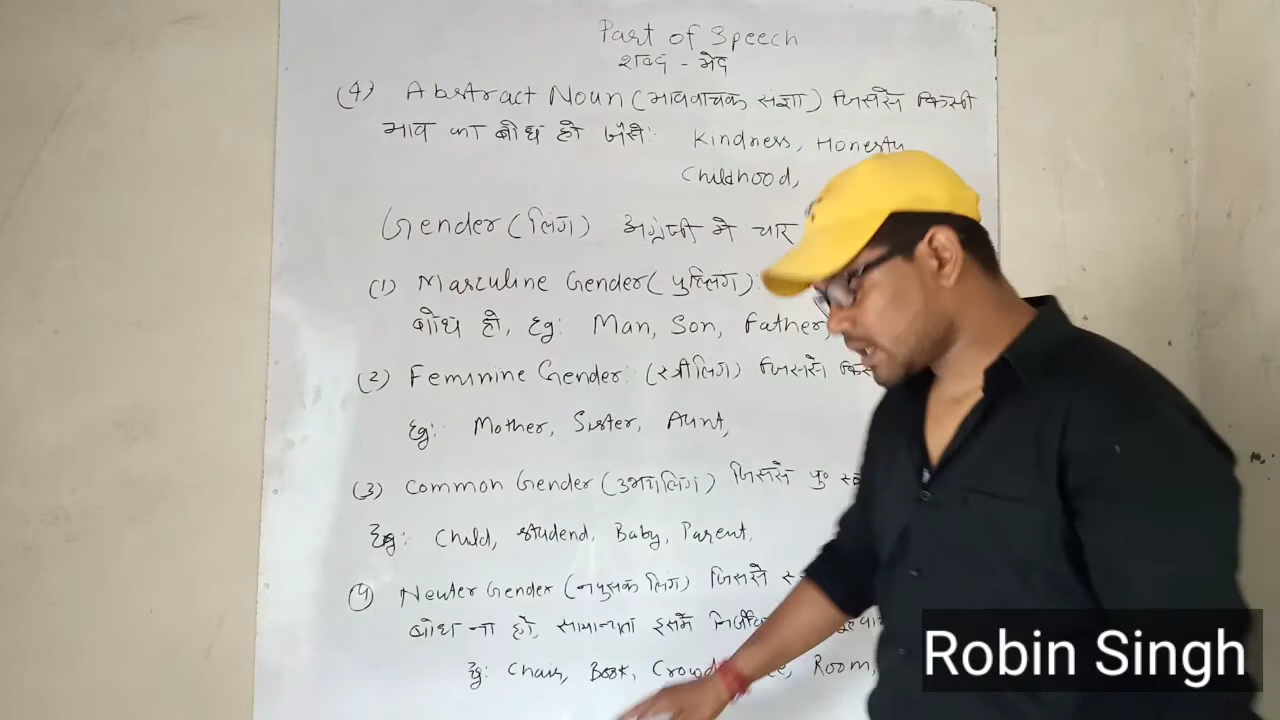 Part of Speech
शब्द - भेद
(4) Abstract Noun (भाववाचक संज्ञा) जिससे किसी
भाव का बोध हो जैसे: Kindness, Honesty
Childhood,
Gender (लिंग) अंग्रेजी मे चार
(1) Masculine Gender (पुल्लिंग):
बोध हो, Eg: Man, Son, Father,
(2) Feminine Gender: (स्त्रीलिंग) जिससे
Eg: Mother, Sister, Aunt,
(3) Common Gender (उभयलिंग) जिससे पु०
Eg: Child, Studend, Baby, Parent.
(4) Neuter Gender (नपुसक लिंग) जिससे
बोध ना हो, सामान्यतः इसमे
Eg: Chair, Book, Crowd, Room,
Robin Singh